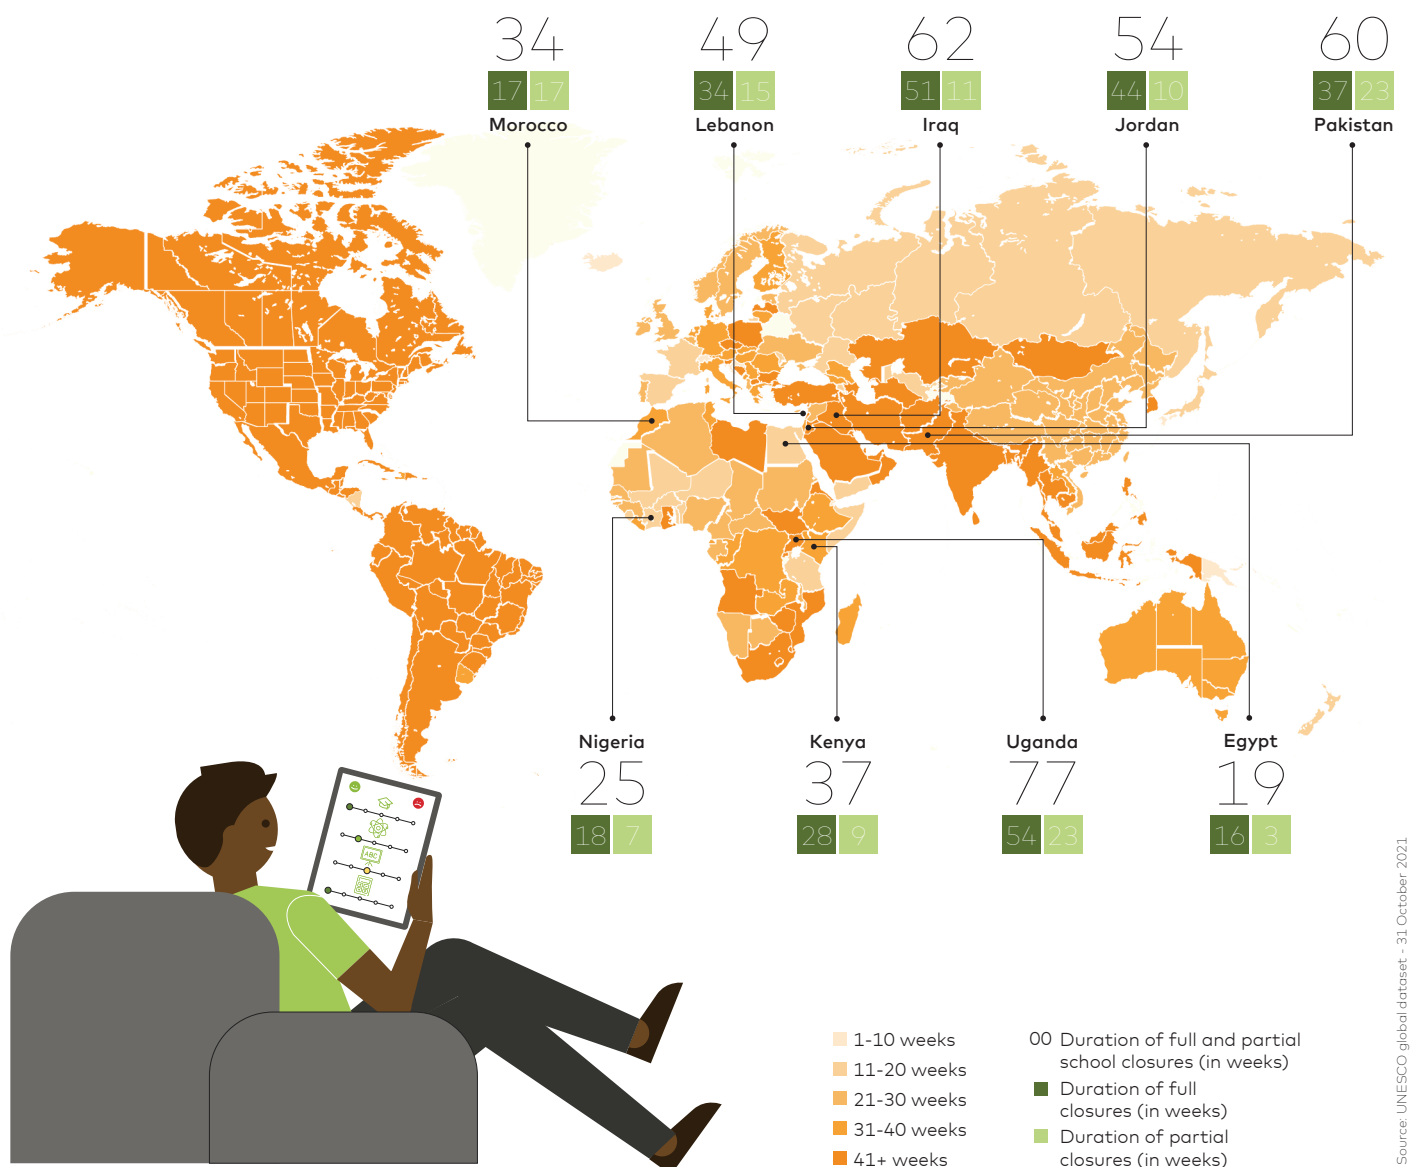 34
49
62
54
60
17 17
34 15
51 11
44 10
37 23
Morocco
Lebanon
Iraq
Jordan
Pakistan
ABC
Nigeria
Kenya
Uganda
Egypt
25
37
77
19
18 7
28 9
54 23
16 3
1-10 weeks
11-20 weeks
21-30 weeks
31-40 weeks
41+ weeks
00 Duration of full and partial
school closures (in weeks)
Duration of full
closures (in weeks)
Duration of partial
closures (in weeks)
Source: UNESCO global dataset - 31 October 2021